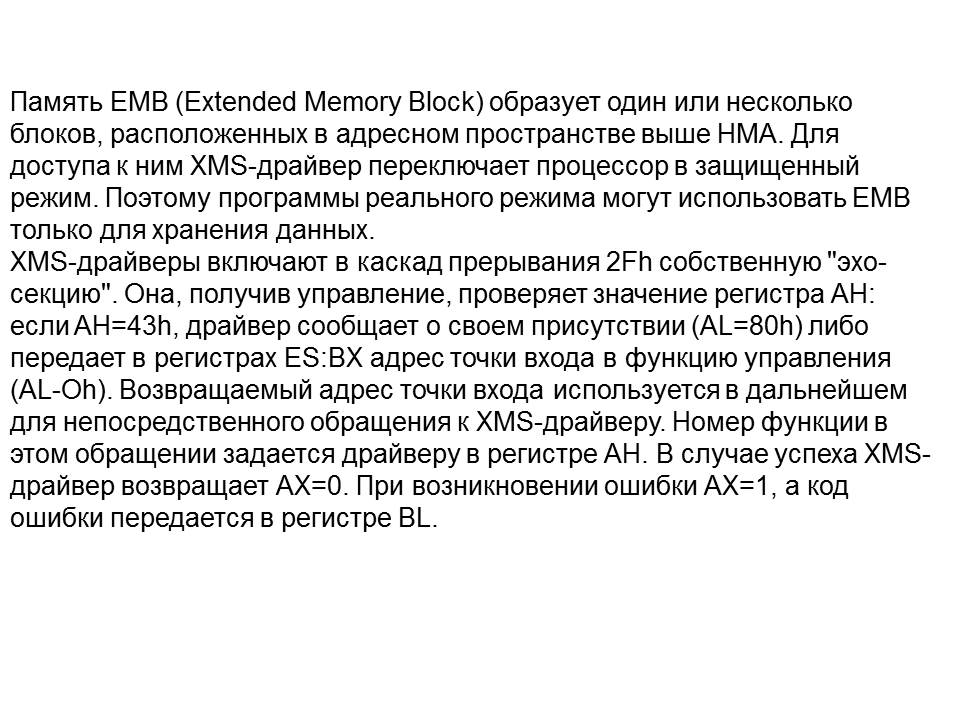 Память EMB (Extended Memory Block) образует один или несколько
блоков, расположенных в адресном пространстве выше HMA. Для
доступа к ним XMS-драйвер переключает процессор в защищенный
режим. Поэтому программы реального режима могут использовать EMB
только для хранения данных.
XMS-драйверы включают в каскад прерывания 2Fh собственную "эхо-
секцию". Она, получив управление, проверяет значение регистра AH:
если AH=43h, драйвер сообщает о своем присутствии (AL=80h) либо
передает в регистрах ES:BX адрес точки входа в функцию управления
(AL-Oh). Возвращаемый адрес точки входа используется в дальнейшем
для непосредственного обращения к XMS-драйверу. Номер функции в
этом обращении задается драйверу в регистре AH. В случае успеха XMS-
драйвер возвращает AX=0. При возникновении ошибки AX=1, а код
ошибки передается в регистре BL.